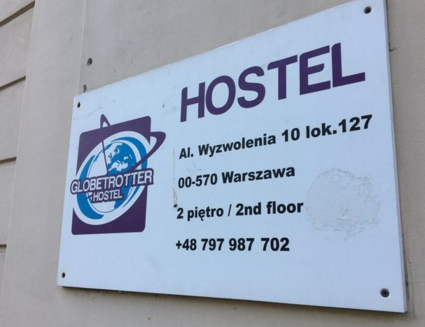 HOSTEL
Al. Wyzwolenia 10 lok.127
00-570 Warszawa
2 piętro / 2nd floor
+48 797 987 702
GLOBETROTTER
HOSTEL